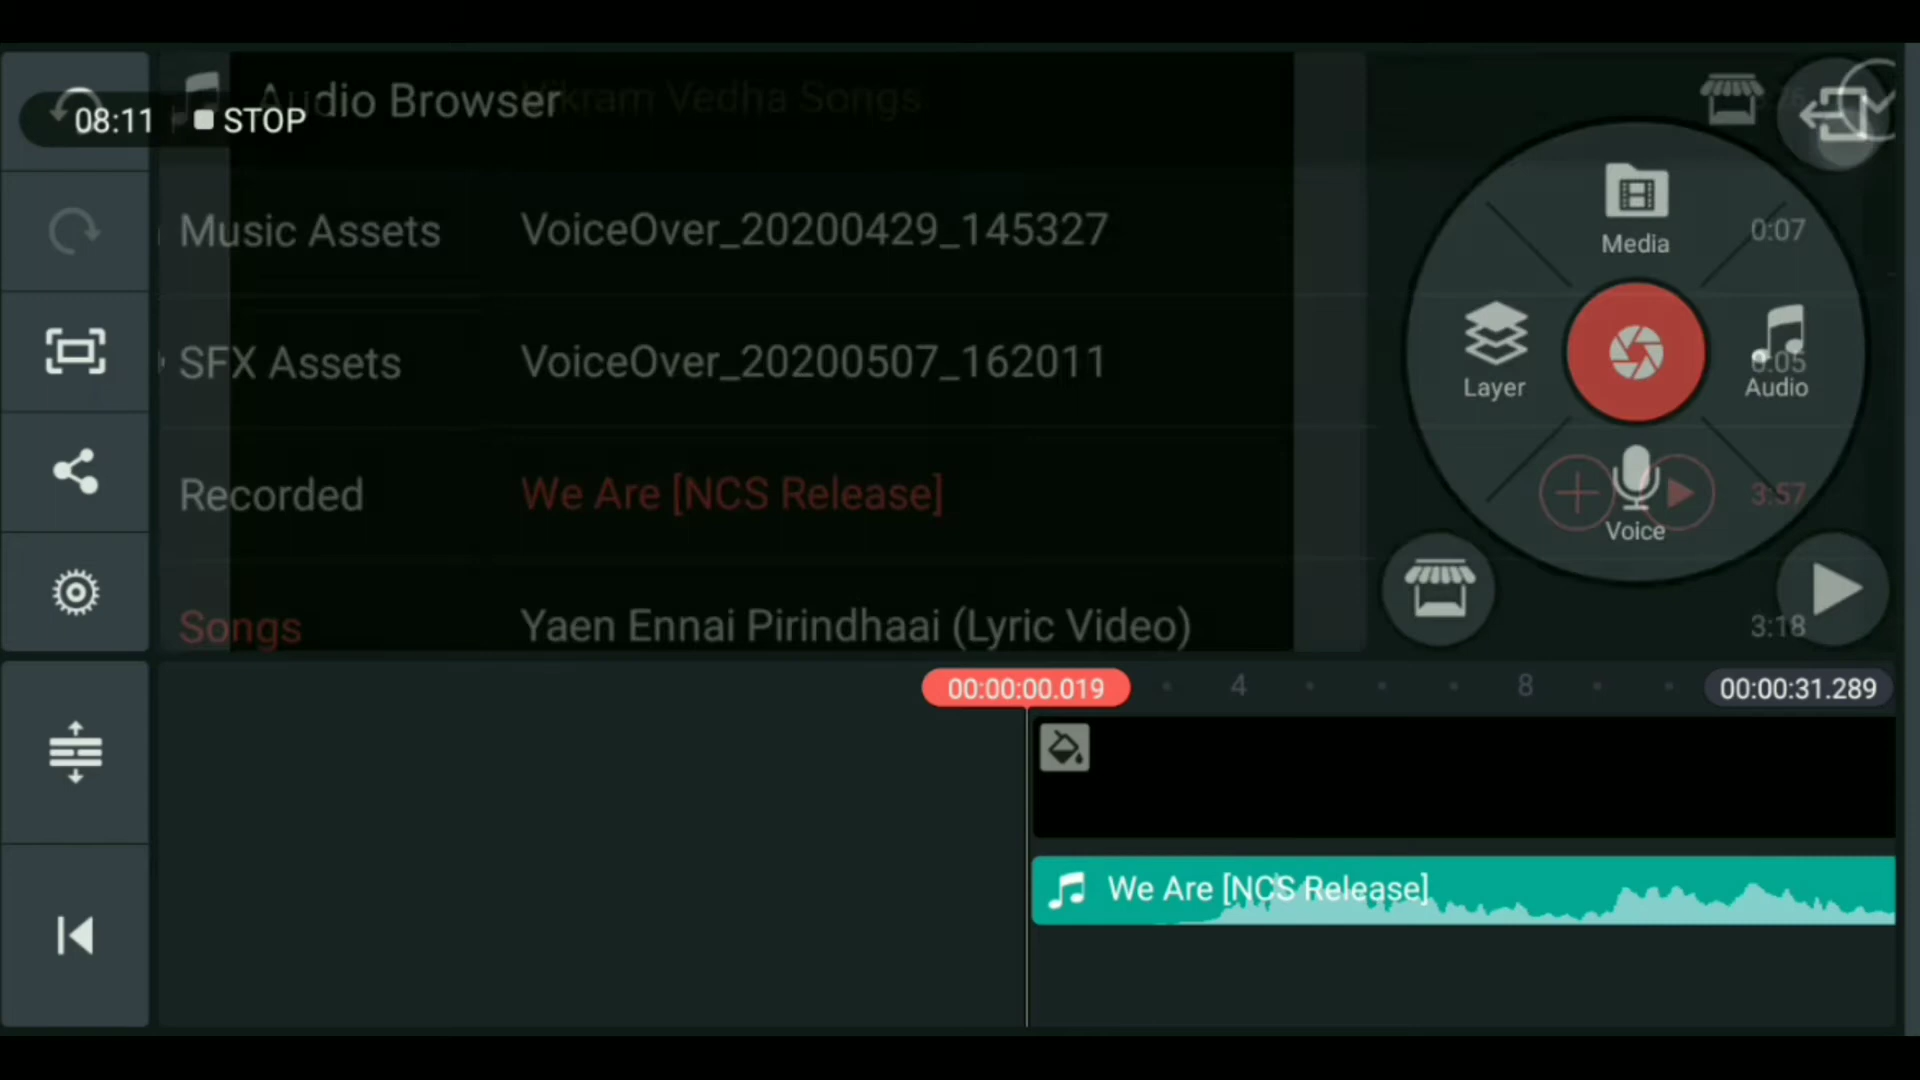 Audio Browser
Vikram Vedha Songs
08:11
STOP
Music Assets
VoiceOver_20200429_145327
0:07
Media
SFX Assets
VoiceOver_20200507_162011
0:05
Layer
Audio
Recorded
We Are [NCS Release]
3:57
Voice
Songs
Yaen Ennai Pirindhaai (Lyric Video)
3:18
00:00:00.019
4
8
00:00:31.289
We Are [NCS Release]